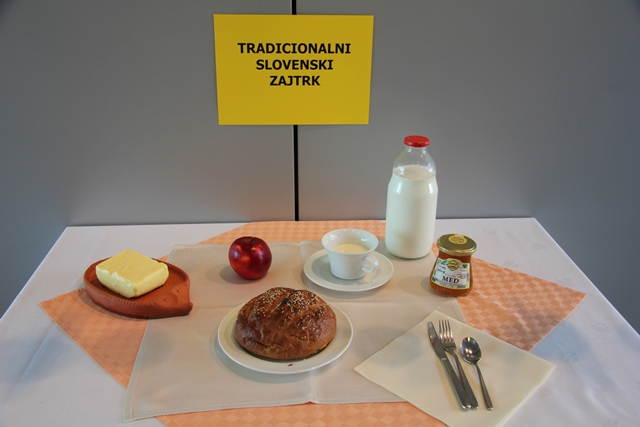 TRADICIONALNI
SLOVENSKI
ZAJTRK
MED